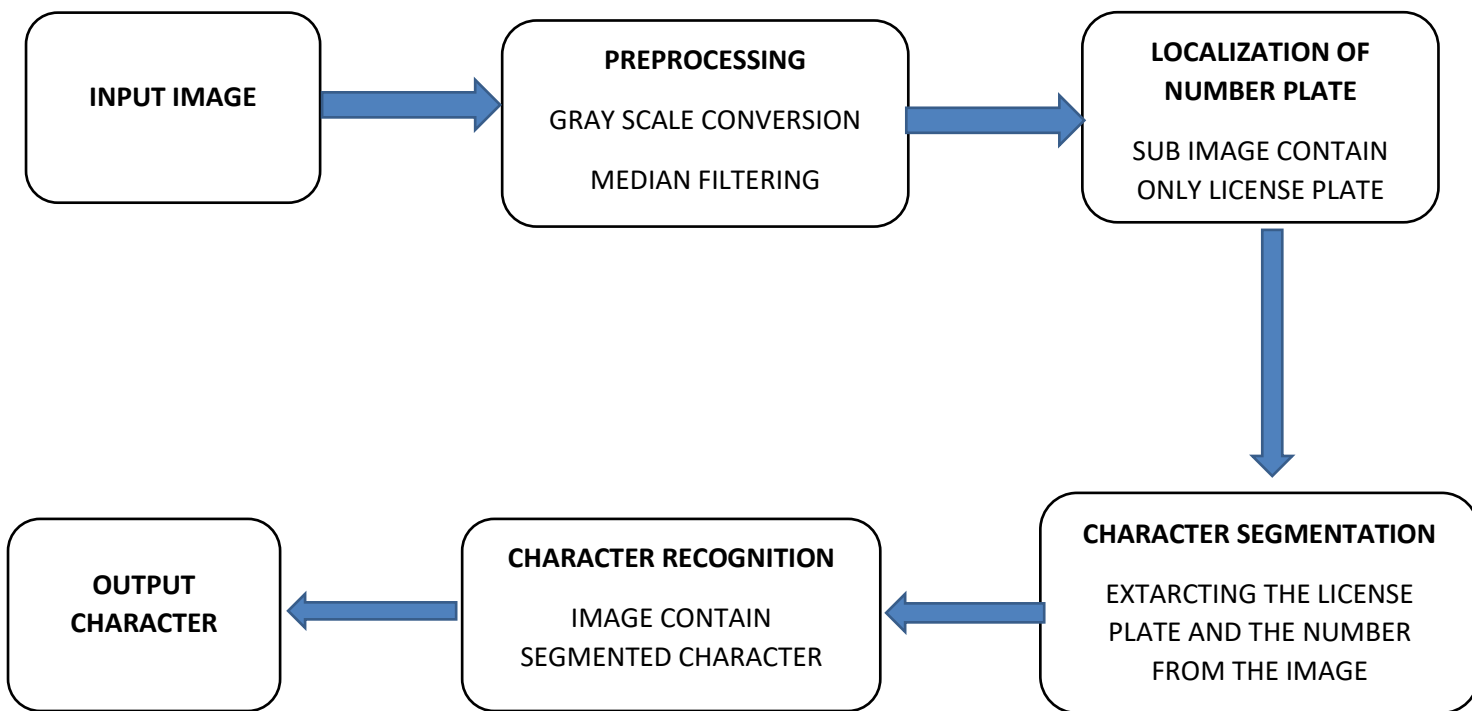 INPUT IMAGE
PREPROCESSING
GRAY SCALE CONVERSION
MEDIAN FILTERING
LOCALIZATION OF
NUMBER PLATE
SUB IMAGE CONTAIN
ONLY LICENSE PLATE
CHARACTER SEGMENTATION
EXTARCTING THE LICENSE
PLATE AND THE NUMBER
FROM THE IMAGE
CHARACTER RECOGNITION
IMAGE CONTAIN
SEGMENTED CHARACTER
OUTPUT
CHARACTER